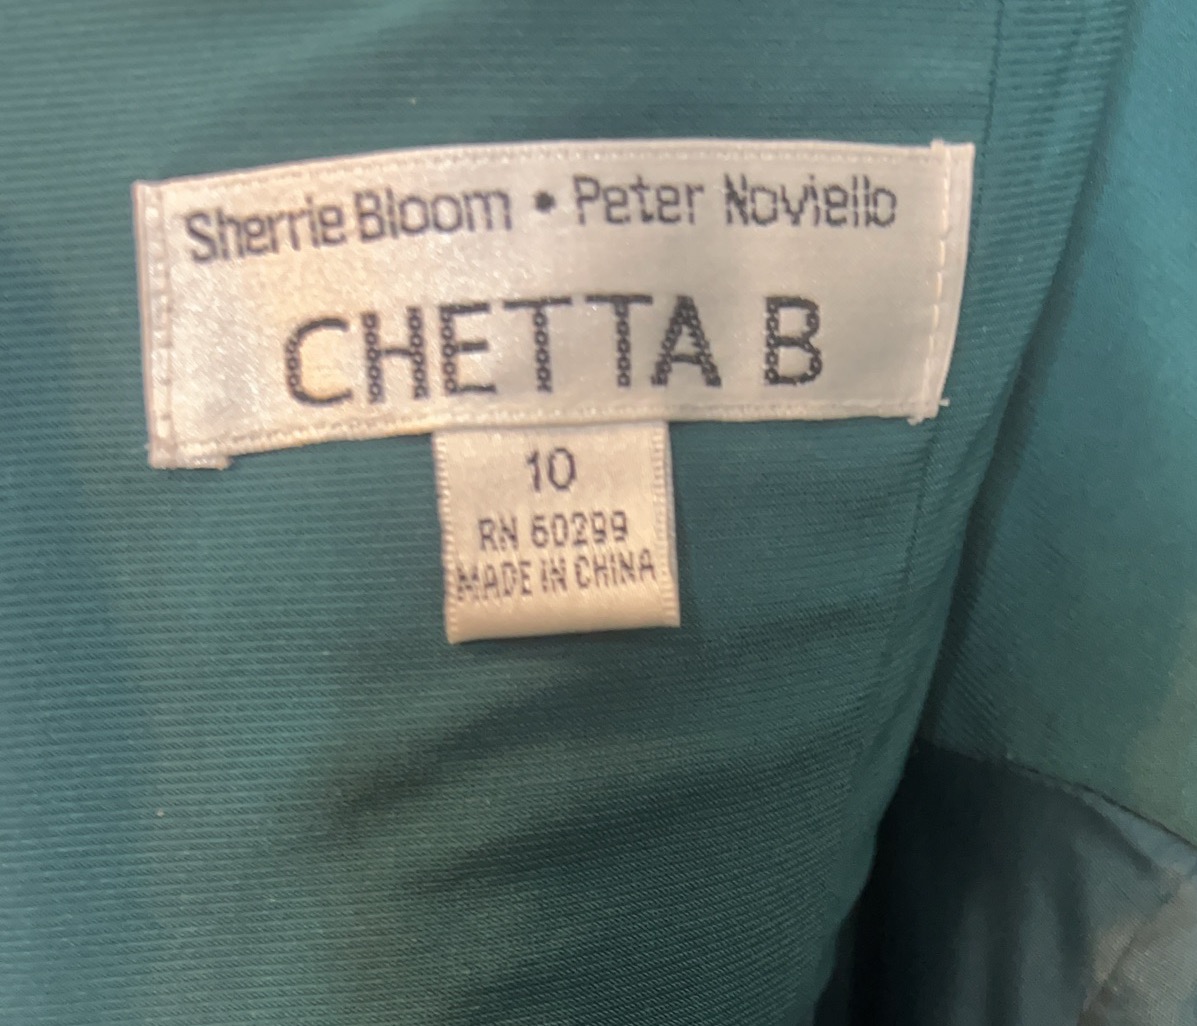 Sherrie Bloom • Peter Noviello
CHETTA B
10
RN 60299
MADE IN CHINA